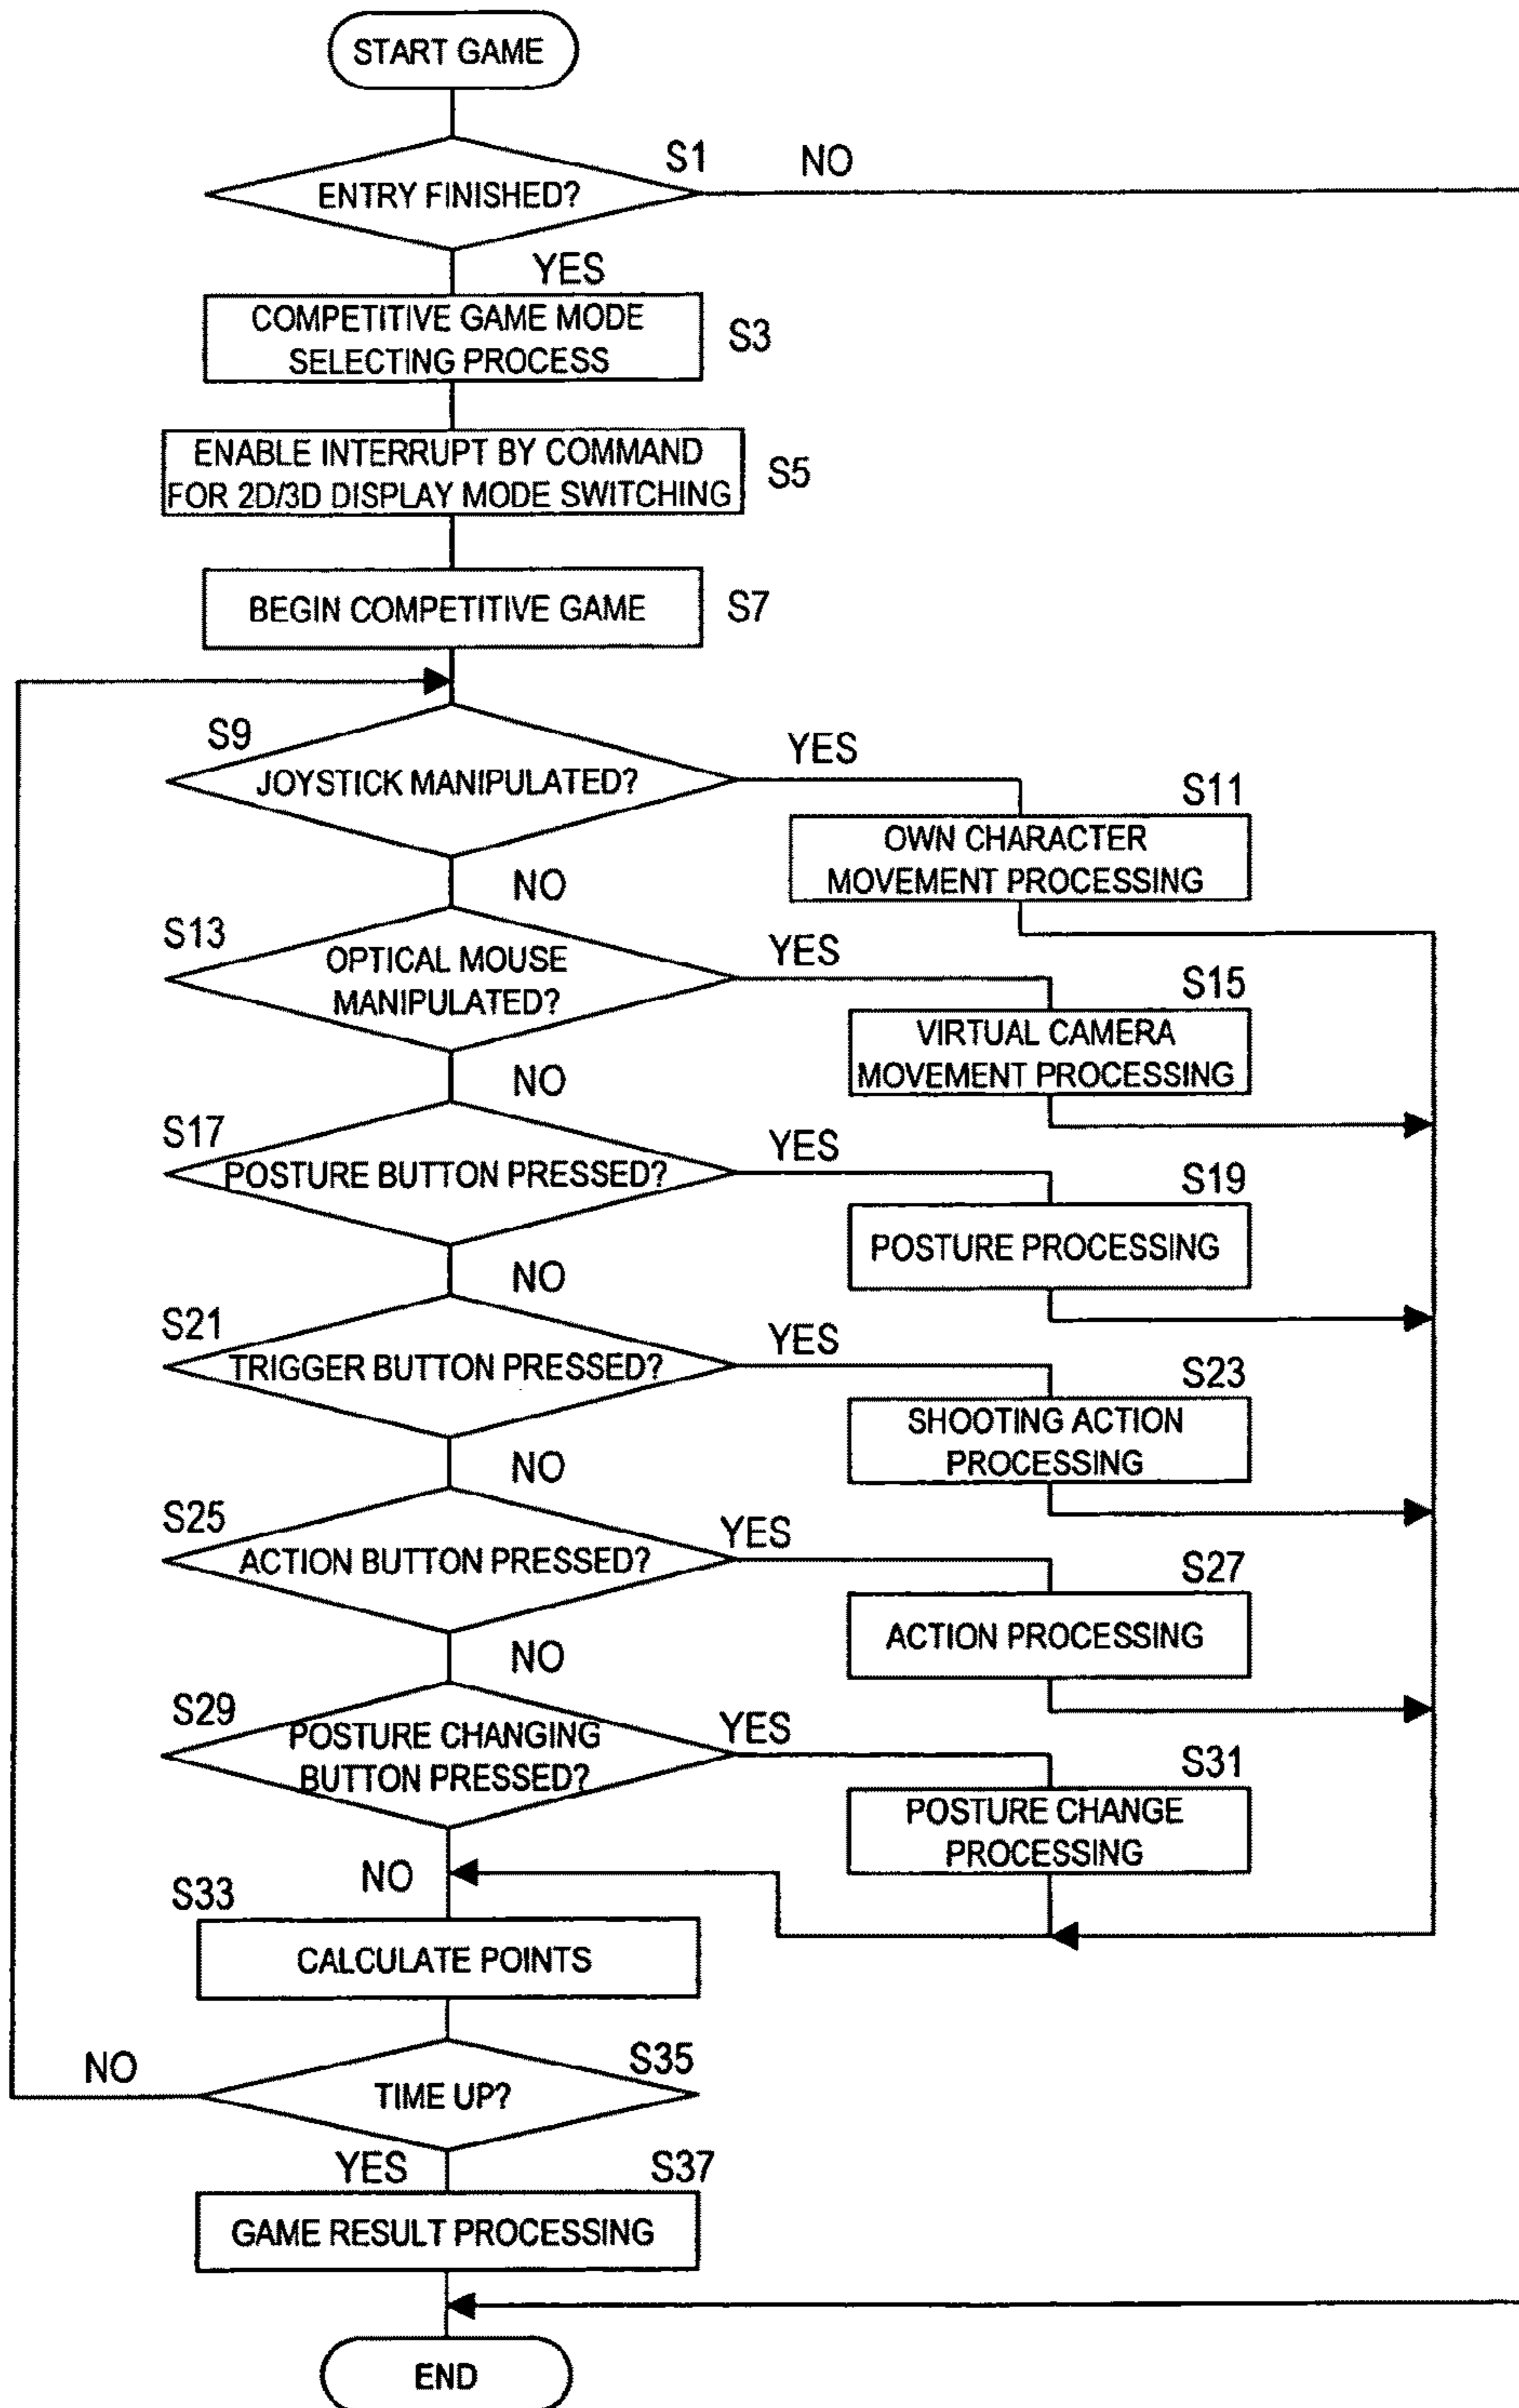 START GAME
S1
NO
ENTRY FINISHED?
YES
COMPETITIVE GAME MODE
SELECTING PROCESS
S3
ENABLE INTERRUPT BY COMMAND
FOR 2D/3D DISPLAY MODE SWITCHING
S5
BEGIN COMPETITIVE GAME
S7
S9
JOYSTICK MANIPULATED?
YES
S11
OWN CHARACTER
MOVEMENT PROCESSING
NO
S13
OPTICAL MOUSE
MANIPULATED?
YES
S15
VIRTUAL CAMERA
MOVEMENT PROCESSING
NO
S17
POSTURE BUTTON PRESSED?
YES
S19
POSTURE PROCESSING
NO
S21
TRIGGER BUTTON PRESSED?
YES
S23
SHOOTING ACTION
PROCESSING
NO
S25
ACTION BUTTON PRESSED?
YES
S27
ACTION PROCESSING
NO
S29
POSTURE CHANGING
BUTTON PRESSED?
YES
S31
POSTURE CHANGE
PROCESSING
NO
S33
CALCULATE POINTS
NO
S35
TIME UP?
YES
S37
GAME RESULT PROCESSING
END